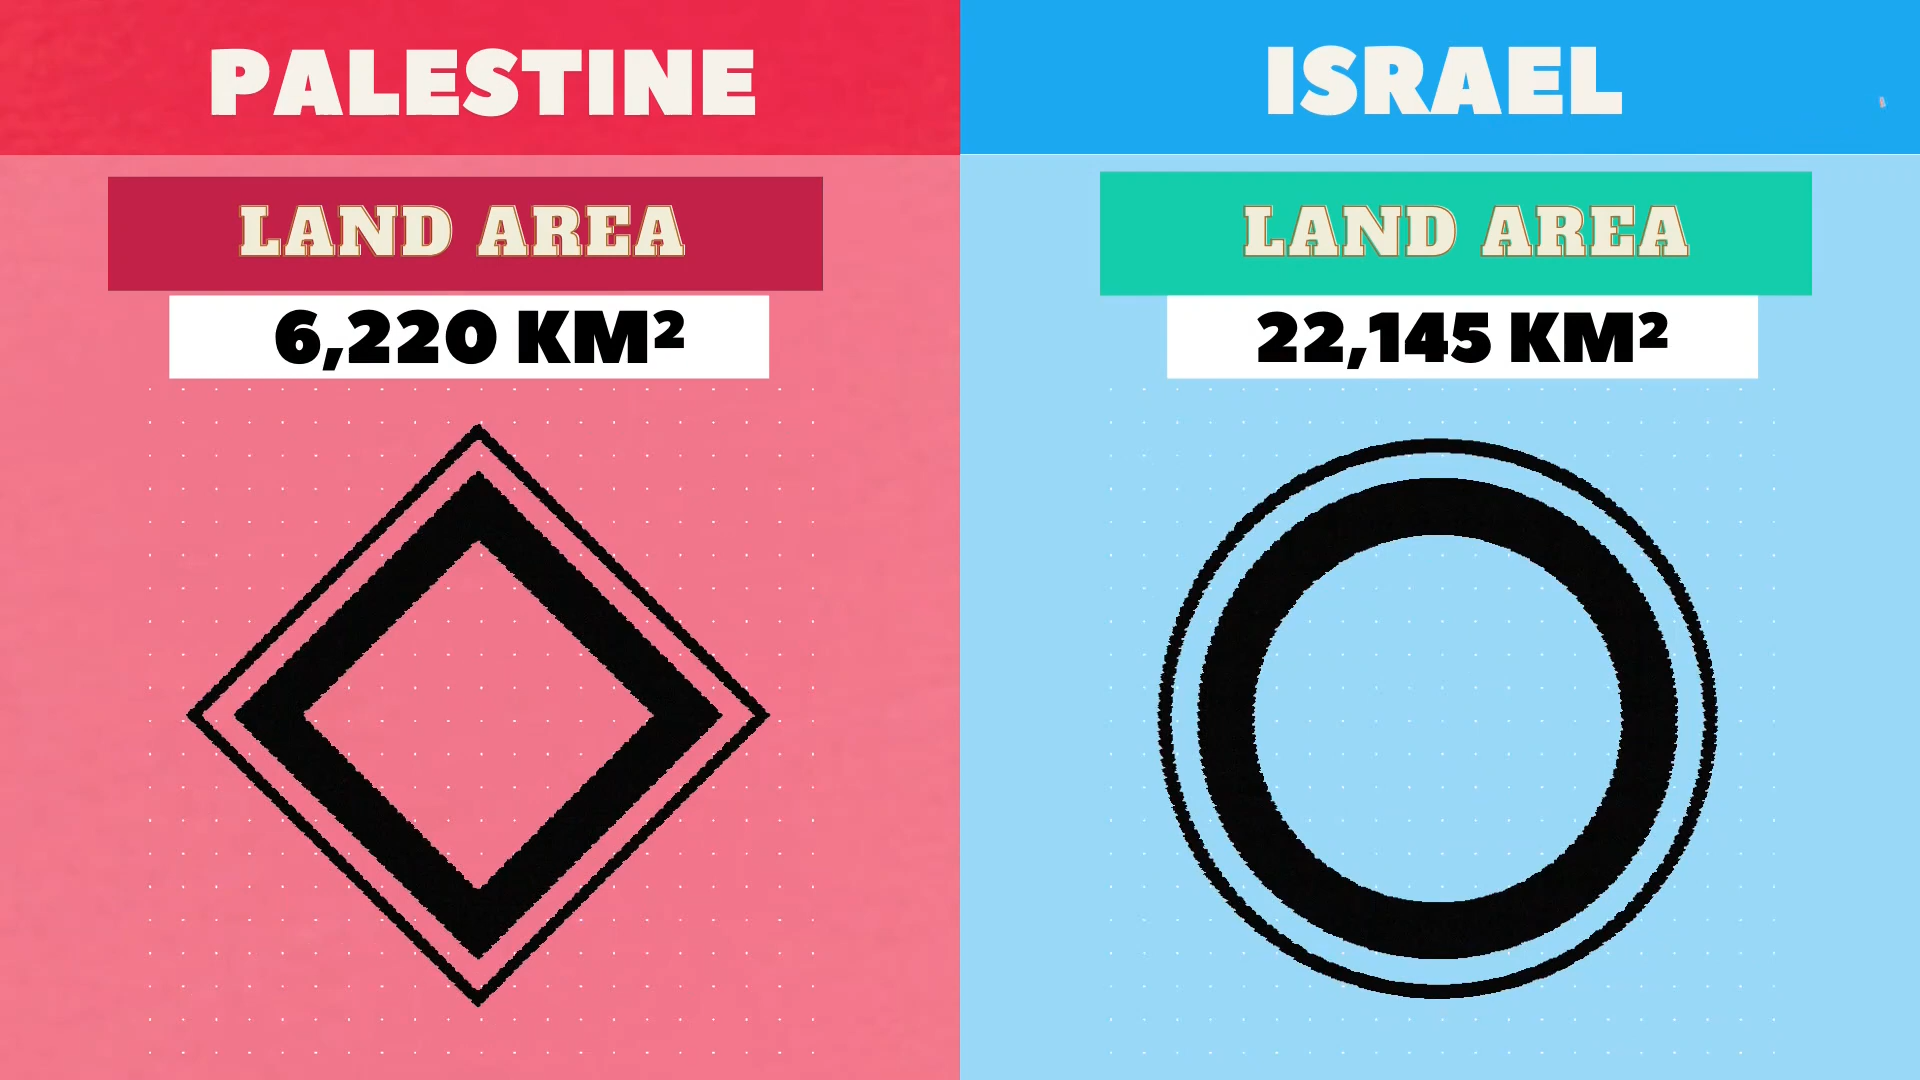 PALESTINE
LAND AREA
6,220 KM²
ISRAEL
LAND AREA
22,145 KM²